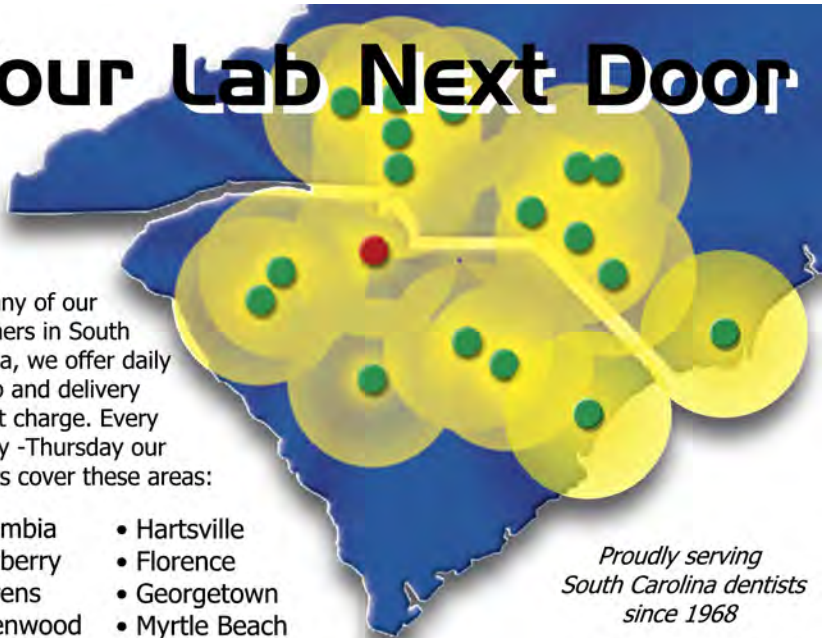 our Lab Next Door
ny of our
ers in South
a, we offer daily
and delivery
t charge. Every
y -Thursday our
s cover these areas:
mbia
berry
ens
enwood
• Hartsville
• Florence
• Georgetown
• Myrtle Beach
Proudly serving
South Carolina dentists
since 1968